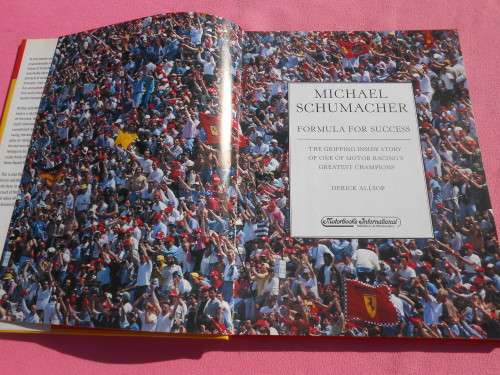 MICHAEL
SCHUMACHER
FORMULA FOR SUCCESS
THE GRIPPING INSIDE STORY
OF ONE OF MOTOR RACING'S
GREATEST CHAMPIONS
DERICK ALLSOP
Motorbooks International